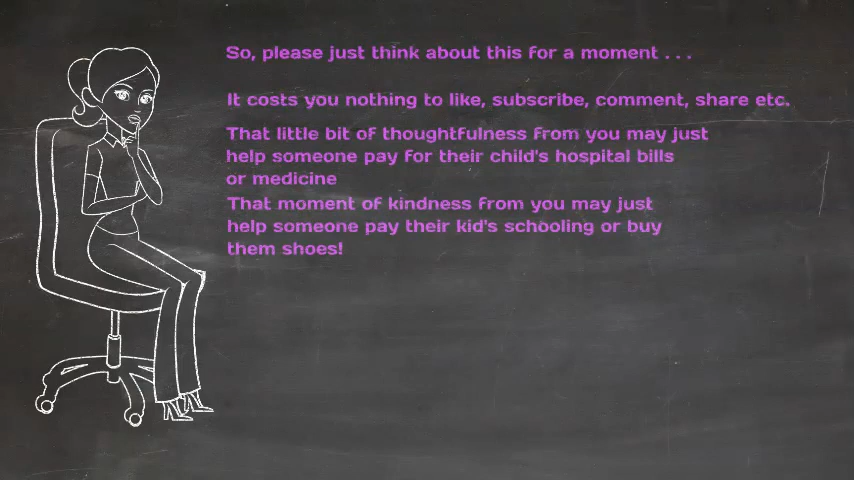 So, please just think about this for a moment . . .
It costs you nothing to like, subscribe, comment, share etc.
That little bit of thoughtfulness from you may just
help someone pay for their child's hospital bills
or medicine
That moment of kindness from you may just
help someone pay their kid's schooling or buy
them shoes!